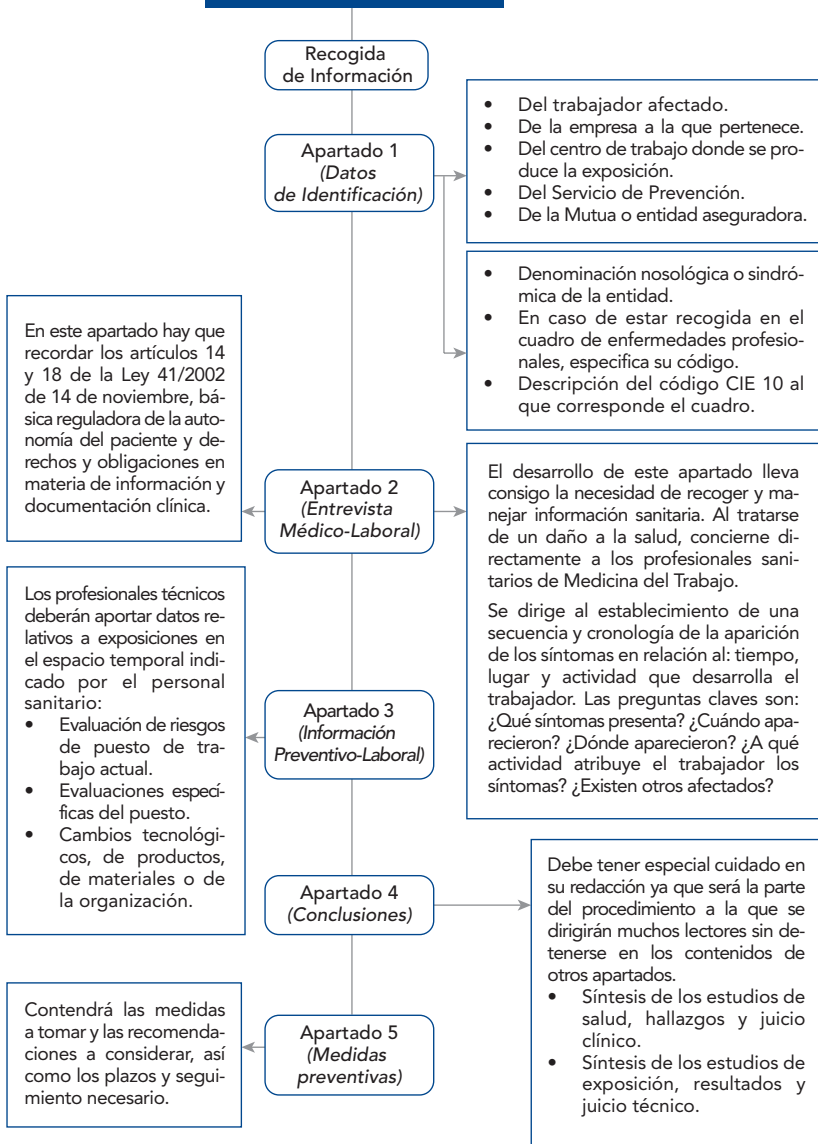 Recogida
de Información
Apartado 1
(Datos
de Identificación)
• Del trabajador afectado.
• De la empresa a la que pertenece.
• Del centro de trabajo donde se pro-
duce la exposición.
• Del Servicio de Prevención.
• De la Mutua o entidad aseguradora.
• Denominación nosológica o sindró-
mica de la entidad.
• En caso de estar recogida en el
cuadro de enfermedades profesio-
nales, especifica su código.
• Descripción del código CIE 10 al
que corresponde el cuadro.
En este apartado hay que
recordar los artículos 14
y 18 de la Ley 41/2002
de 14 de noviembre, bá-
sica reguladora de la auto-
nomía del paciente y de-
rechos y obligaciones en
materia de información y
documentación clínica.
Apartado 2
(Entrevista
Médico-Laboral)
El desarrollo de este apartado lleva
consigo la necesidad de recoger y ma-
nejar información sanitaria. Al tratarse
de un daño a la salud, concierne di-
rectamente a los profesionales sani-
tarios de Medicina del Trabajo.
Se dirige al establecimiento de una
secuencia y cronología de la aparición
de los síntomas en relación al: tiempo,
lugar y actividad que desarrolla el
trabajador. Las preguntas claves son:
¿Qué síntomas presenta? ¿Cuándo apa-
recieron? ¿Dónde aparecieron? ¿A qué
actividad atribuye el trabajador los
síntomas? ¿Existen otros afectados?
Los profesionales técnicos
deberán aportar datos re-
lativos a exposiciones en
el espacio temporal indi-
cado por el personal
sanitario:
• Evaluación de riesgos
de puesto de tra-
bajo actual.
• Evaluaciones especí-
ficas del puesto.
• Cambios tecnológi-
cos, de productos,
de materiales o de
la organización.
Apartado 3
(Información
Preventivo-Laboral)
Apartado 4
(Conclusiones)
Debe tener especial cuidado en
su redacción ya que será la parte
del procedimiento a la que se
dirigirán muchos lectores sin de-
tenerse en los contenidos de
otros apartados.
• Síntesis de los estudios de
salud, hallazgos y juicio
clínico.
• Síntesis de los estudios de
exposición, resultados y
juicio técnico.
Contendrá las medidas
a tomar y las recomenda-
ciones a considerar, así
como los plazos y segui-
miento necesario.
Apartado 5
(Medidas
preventivas)